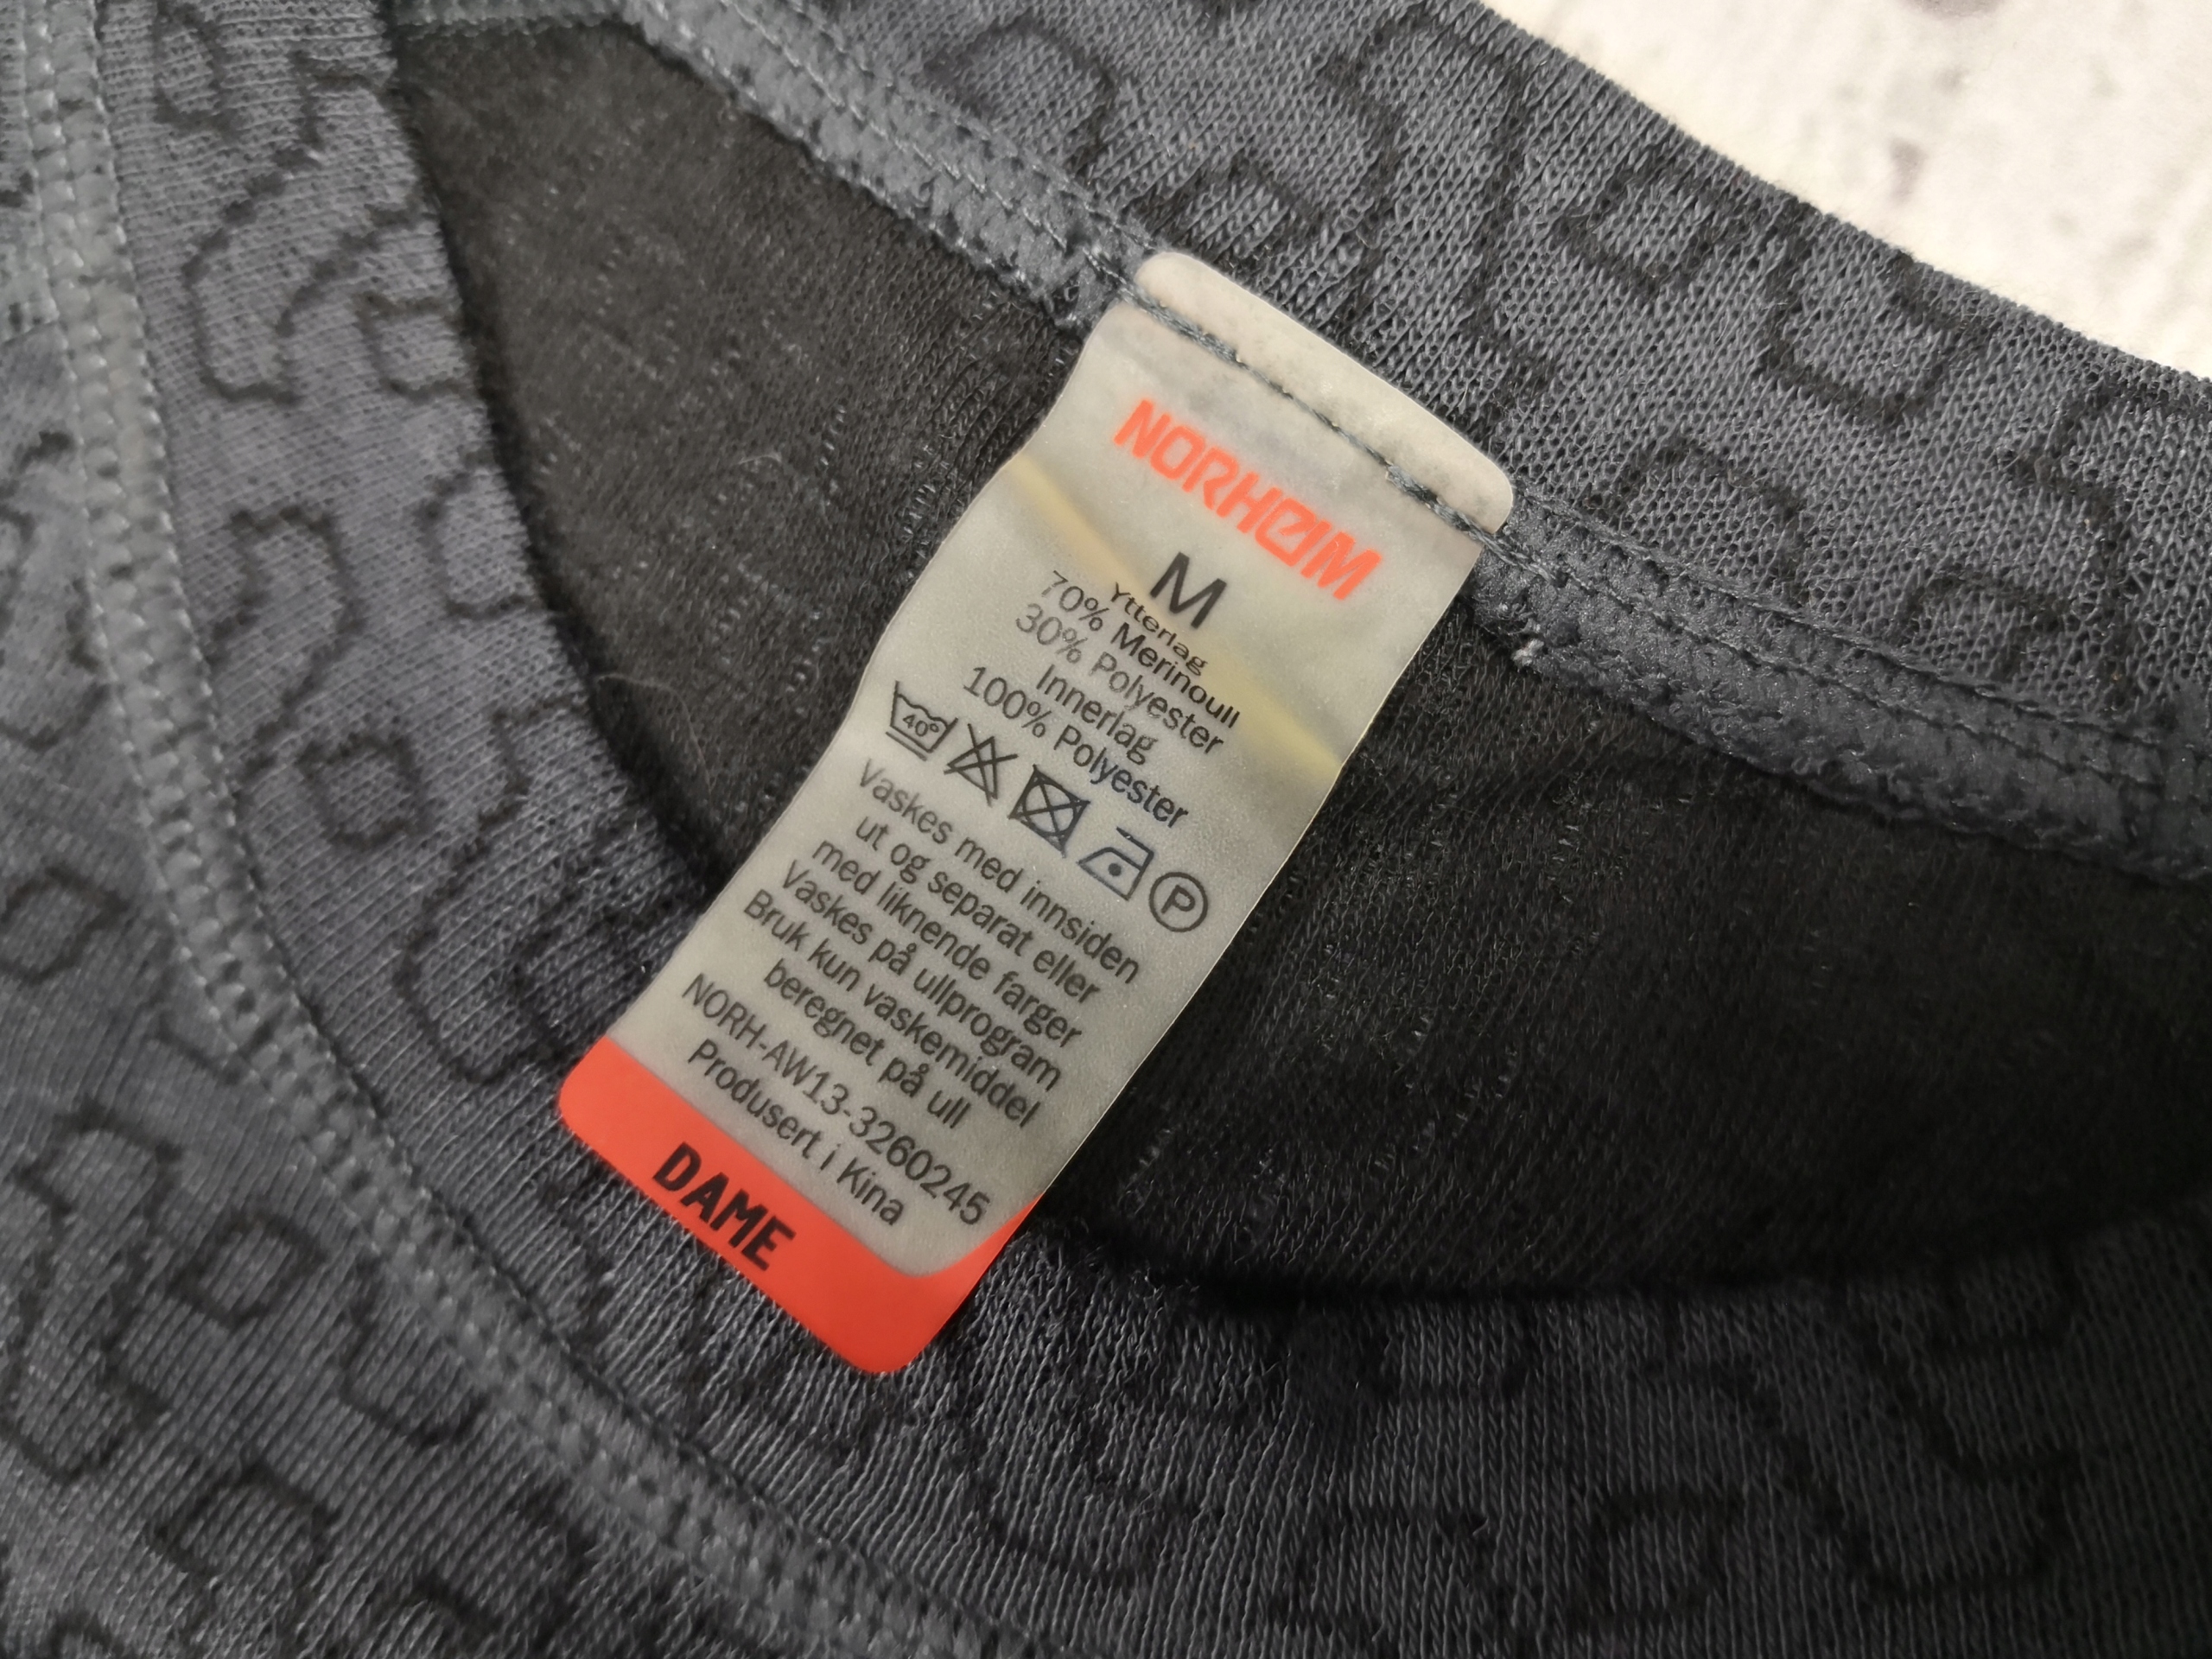 NORHØIM
M
Ytterlag
70% Merinoull
30% Polyester
Innerlag
100% Polyester
40°
P
Vaskes med innsiden
ut og separat eller
med liknende farger
Vaskes på ullprogram
Bruk kun vaskemiddel
beregnet på ull
NORH-AW13-3260245
Produsert i Kina
DAME